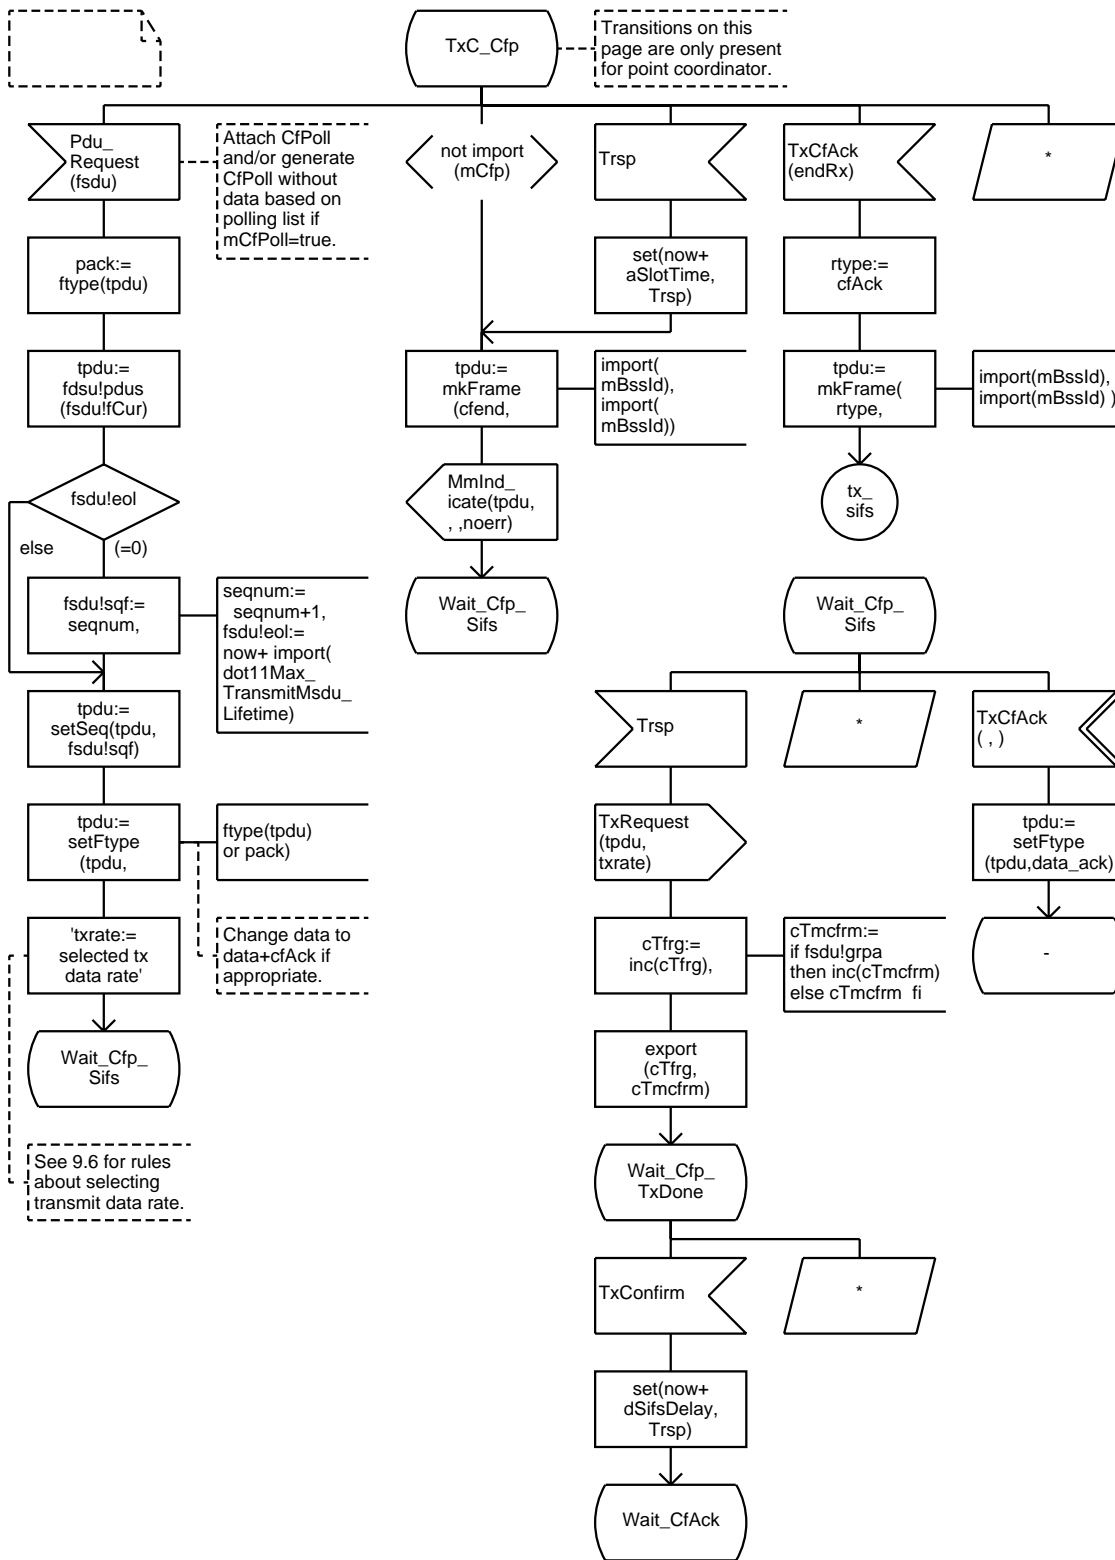 TxC_Cfp
Transitions on this
page are only present
for point coordinator.
Pdu_
Request
(fsdu)
Attach CfPoll
and/or generate
CfPoll without
data based on
polling list if
mCfPoll=true.
not import
(mCfp)
Trsp
TxCfAck
(endRx)
*
pack:=
ftype(tpdu)
set(now+
aSlotTime,
Trsp)
rtype:=
cfAck
tpdu:=
fdsu!pdus
(fsdu!fCur)
tpdu:=
mkFrame
(cfend,
import(
mBssId),
import(
mBssId))
tpdu:=
mkFrame(
rtype,
import(mBssId),
import(mBssId) )
fsdu!eol
else
(=0)
MmInd_
icate(tpdu,
, ,noerr)
tx_
sifs
fsdu!sqf:=
seqnum,
seqnum:=
seqnum+1,
fsdu!eol:=
now+ import(
dot11Max_
TransmitMsdu_
Lifetime)
Wait_Cfp_
Sifs
Wait_Cfp_
Sifs
tpdu:=
setSeq(tpdu,
fsdu!sqf)
Trsp
*
TxCfAck
( , )
tpdu:=
setFtype
(tpdu,
ftype(tpdu)
or pack)
TxRequest
(tpdu,
txrate)
tpdu:=
setFtype
(tpdu,data_ack)
'txrate:=
selected tx
data rate'
Change data to
data+cfAck if
appropriate.
cTfrg:=
inc(cTfrg),
cTmcfrm:=
if fsdu!grpa
then inc(cTmcfrm)
else cTmcfrm  fi
-
Wait_Cfp_
Sifs
export
(cTfrg,
cTmcfrm)
See 9.6 for rules
about selecting
transmit data rate.
Wait_Cfp_
TxDone
TxConfirm
*
set(now+
dSifsDelay,
Trsp)
Wait_CfAck